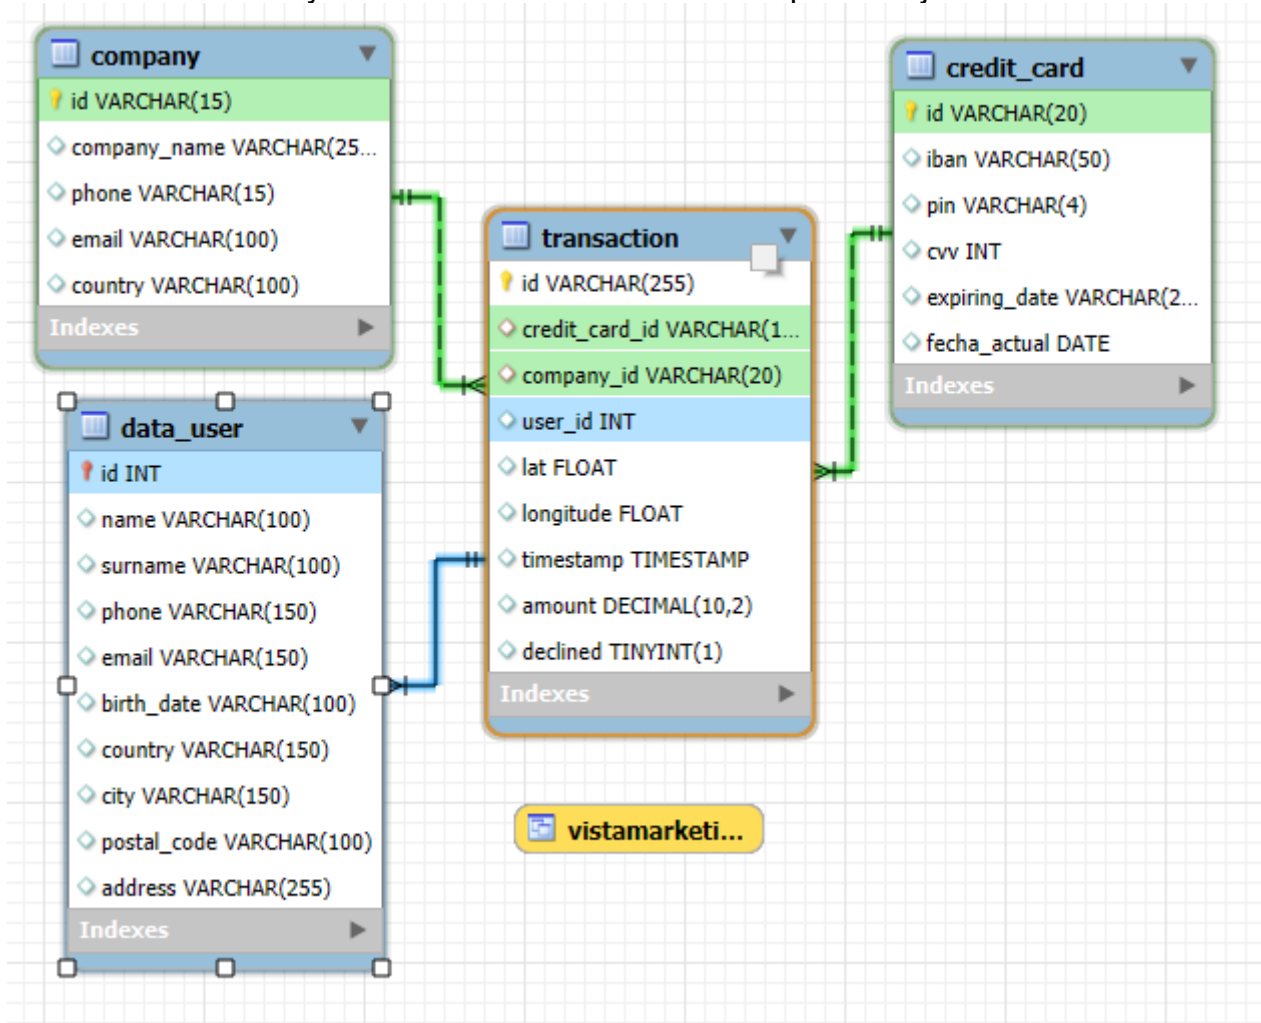 company
id VARCHAR(15)
company_name VARCHAR(25...
phone VARCHAR(15)
email VARCHAR(100)
country VARCHAR(100)
Indexes
credit_card
id VARCHAR(20)
iban VARCHAR(50)
pin VARCHAR(4)
cvv INT
expiring_date VARCHAR(2...
fecha_actual DATE
Indexes
transaction
id VARCHAR(255)
credit_card_id VARCHAR(1...
company_id VARCHAR(20)
user_id INT
lat FLOAT
longitude FLOAT
timestamp TIMESTAMP
amount DECIMAL(10,2)
declined TINYINT(1)
Indexes
data_user
id INT
name VARCHAR(100)
surname VARCHAR(100)
phone VARCHAR(150)
email VARCHAR(150)
birth_date VARCHAR(100)
country VARCHAR(150)
city VARCHAR(150)
postal_code VARCHAR(100)
address VARCHAR(255)
Indexes
vistamarketi...